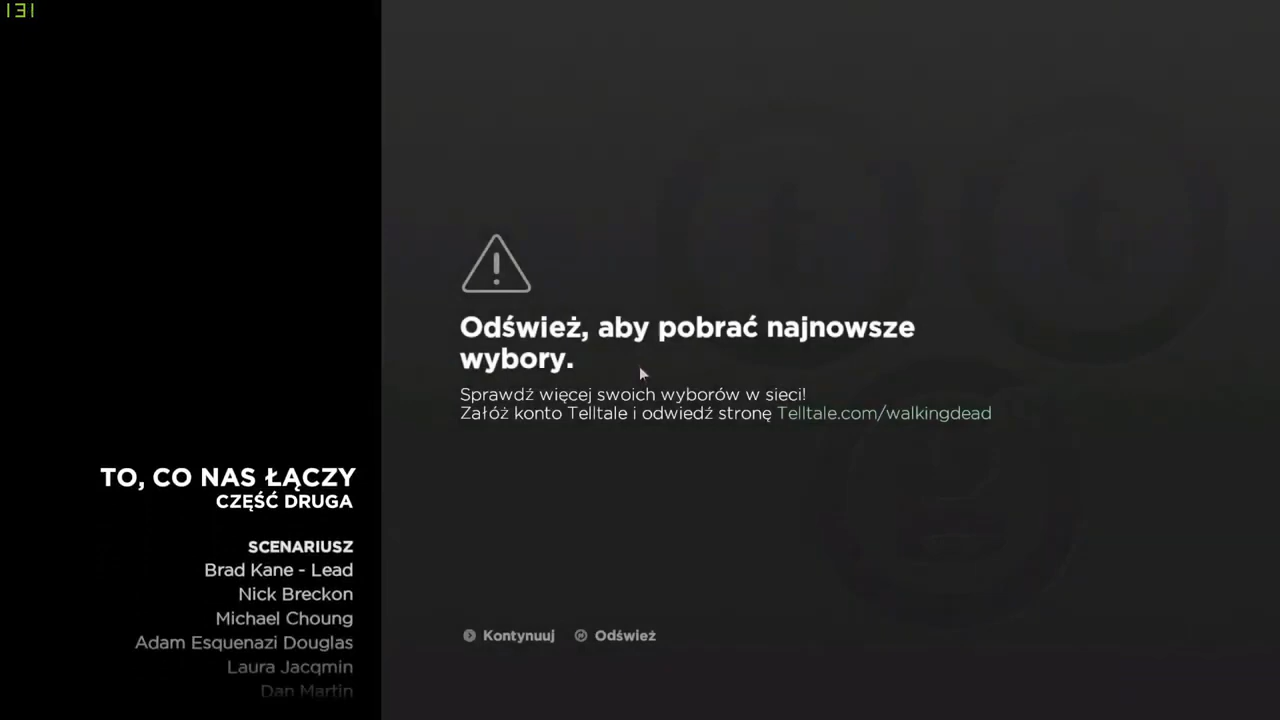 131
TO, CO NAS ŁĄCZY
CZĘŚĆ DRUGA
SCENARIUSZ
Brad Kane - Lead
Nick Breckon
Michael Choung
Adam Esquenazi Douglas
Laura Jacqmin
Dan Martin
Odśwież, aby pobrać najnowsze
wybory.
Sprawdź więcej swoich wyborów w sieci!
Załóż konto Telltale i odwiedź stronę Telltale.com/walkingdead
Kontynuuj Odśwież